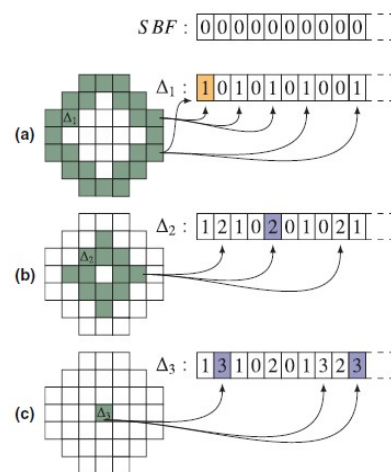 SBF : 0 0 0 0 0 0 0 0 0 0
Δ1 : 1 0 1 0 1 0 1 0 0 1
(a) Δ1
Δ2 : 1 2 1 0 2 0 1 0 2 1
(b) Δ2
Δ3 : 1 3 1 0 2 0 1 3 2 3
(c) Δ3